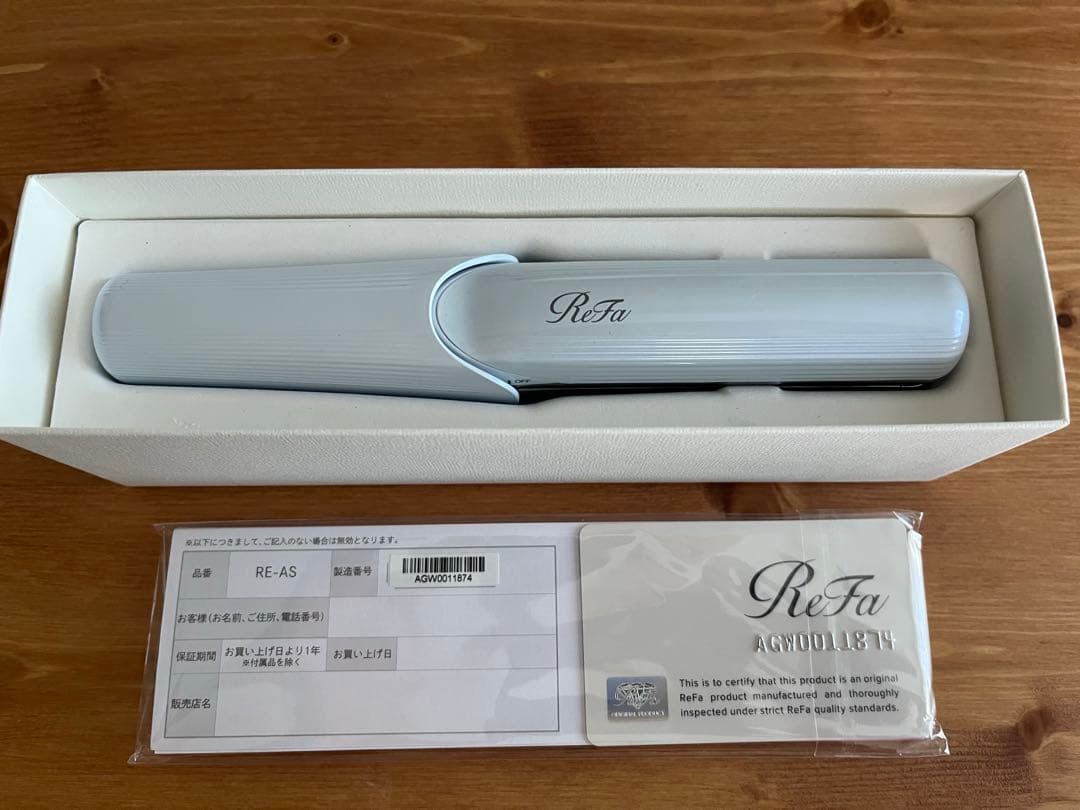 ReFa
OFF
※以下につきまして、ご記入のない場合は無効となります。
品番 RE-AS 製造番号 AGW0011874
お客様(お名前、ご住所、電話番号)
保証期間 お買い上げ日より1年 ※付属品を除く お買い上げ日
販売店名
ReFa
AGW0011874
This is to certify that this product is an original
ReFa product manufactured and thoroughly
inspected under strict ReFa quality standards.
ORIGINAL PRODUCT